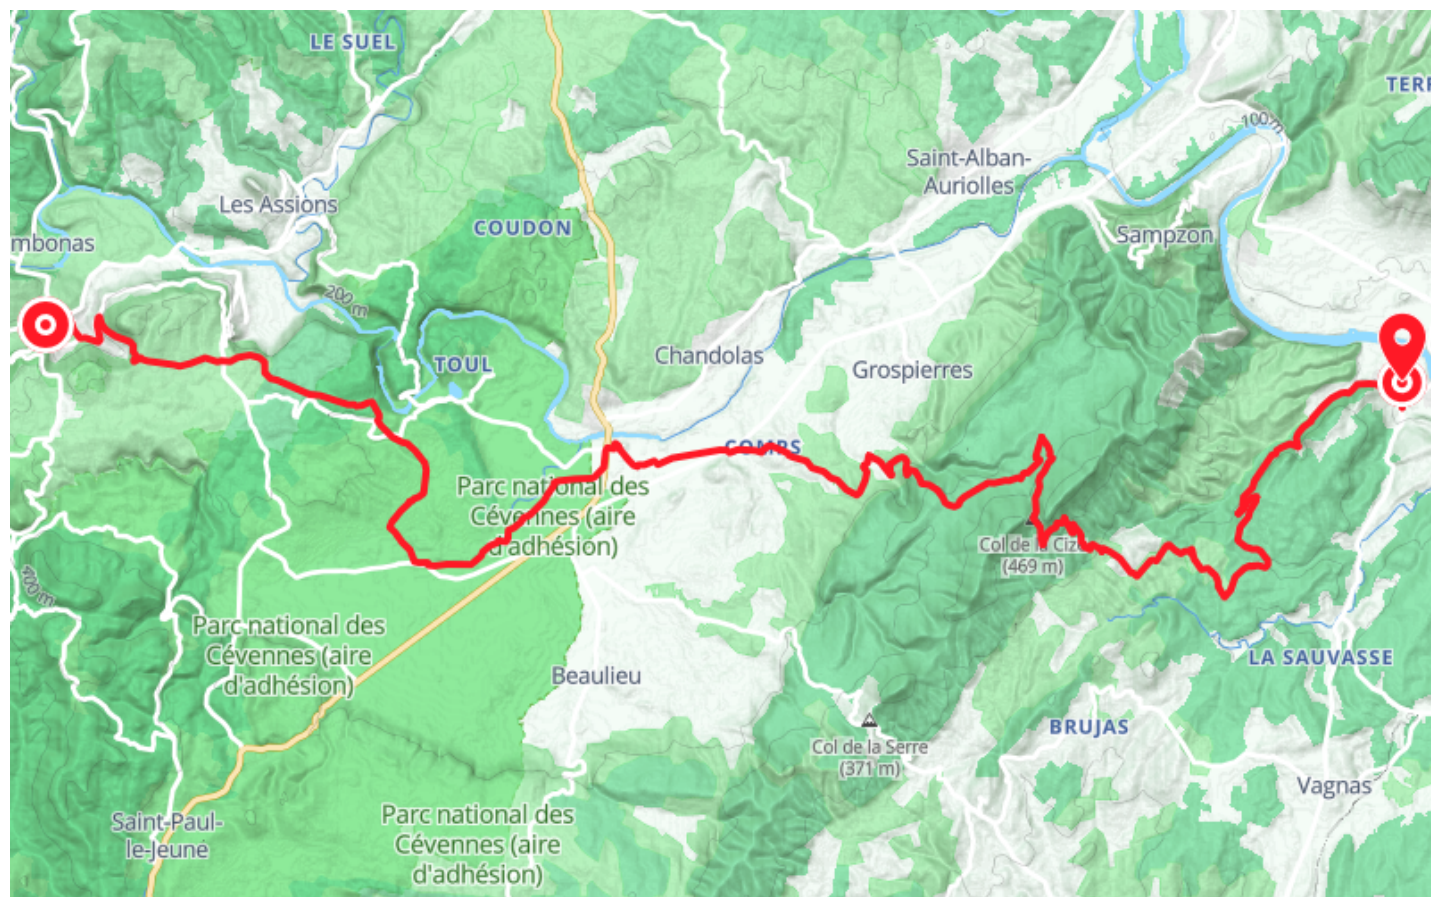 LE SUEL
TERR
100 m
Saint-Alban-
Auriolles
Les Assions
COUDON
Sampzon
mbonas
200 m
TOUL
Chandolas
Grospierres
COMPS
Parc national des
Cévennes (aire
d'adhésion)
Col de la Cize
(469 m)
400 m
Parc national des
Cévennes (aire
d'adhésion)
LA SAUVASSE
Beaulieu
BRUJAS
Col de la Serre
(371 m)
Vagnas
Saint-Paul-
le-Jeune
Parc national des
Cévennes (aire
d'adhésion)